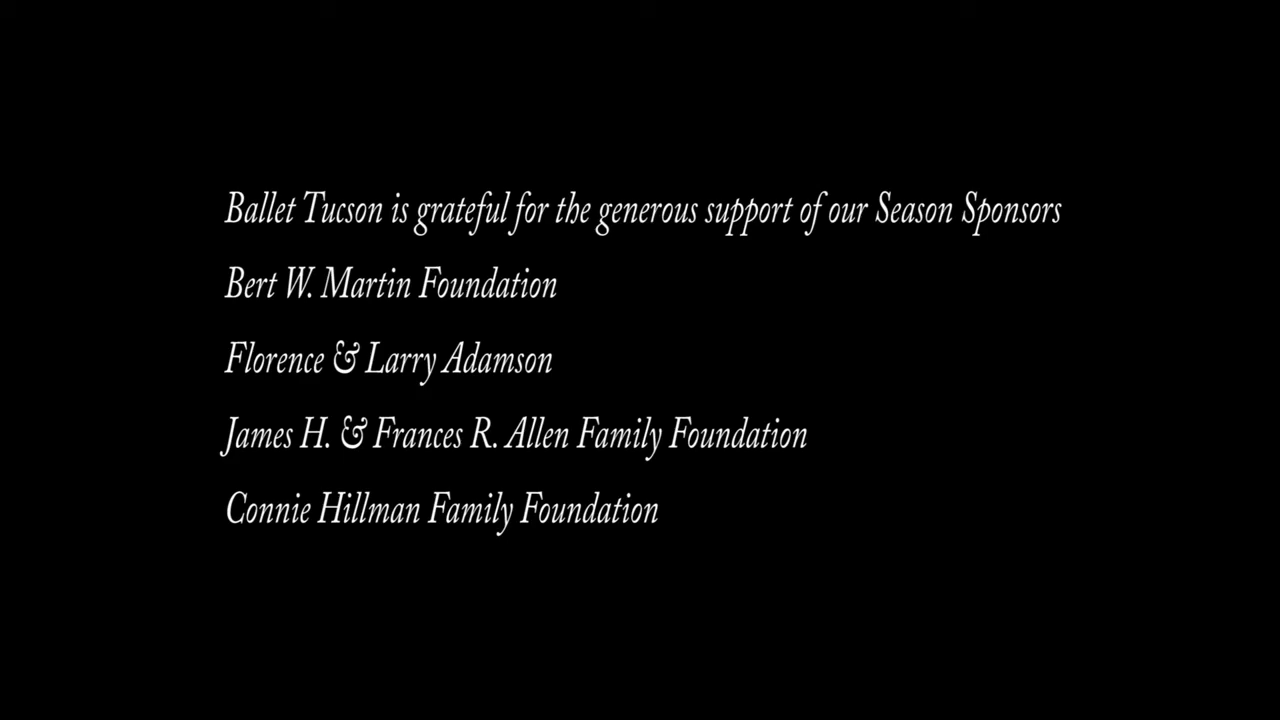 Ballet Tucson is grateful for the generous support of our Season Sponsors
Bert W. Martin Foundation
Florence & Larry Adamson
James H. & Frances R. Allen Family Foundation
Connie Hillman Family Foundation